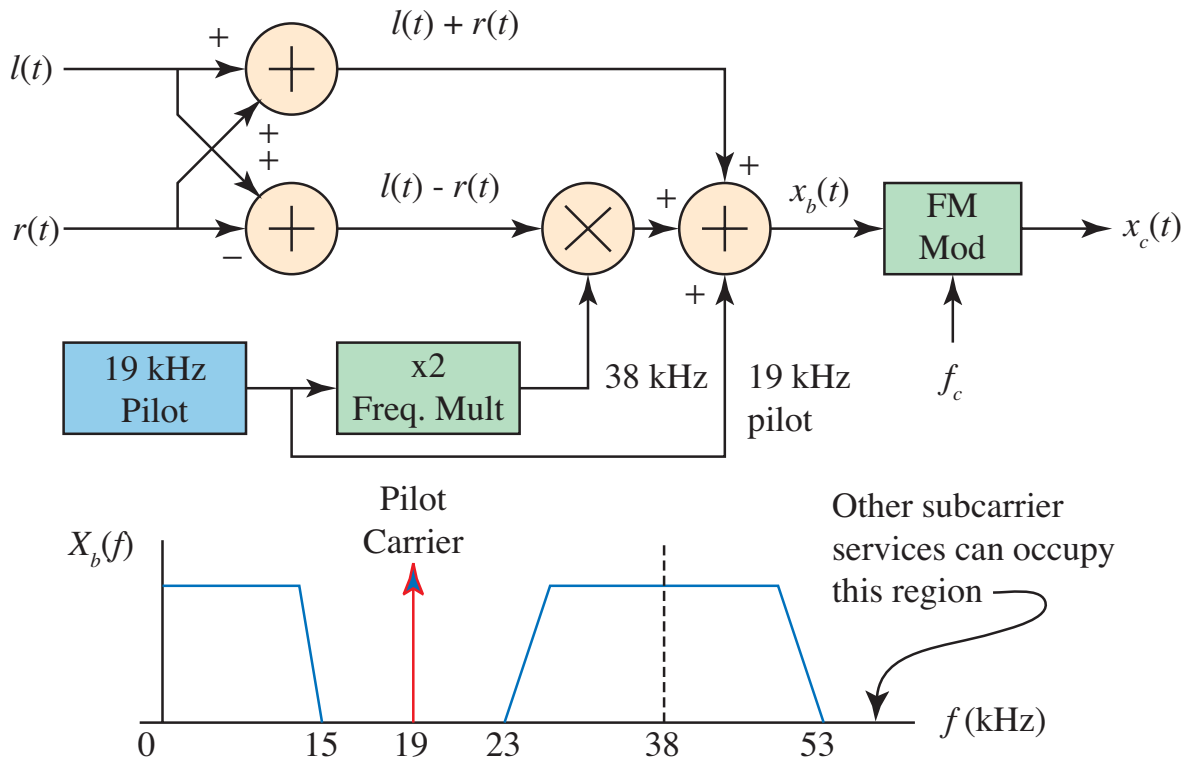 l(t) + r(t)
+
l(t)
+
+
+
l(t) - r(t)
+
+
x_b(t)
FM
Mod
x_c(t)
r(t)
−
+
19 kHz
Pilot
x2
Freq. Mult
38 kHz
19 kHz
pilot
f_c
Pilot
Carrier
Other subcarrier
services can occupy
this region
X_b(f)
0
15
19
23
38
53
f (kHz)